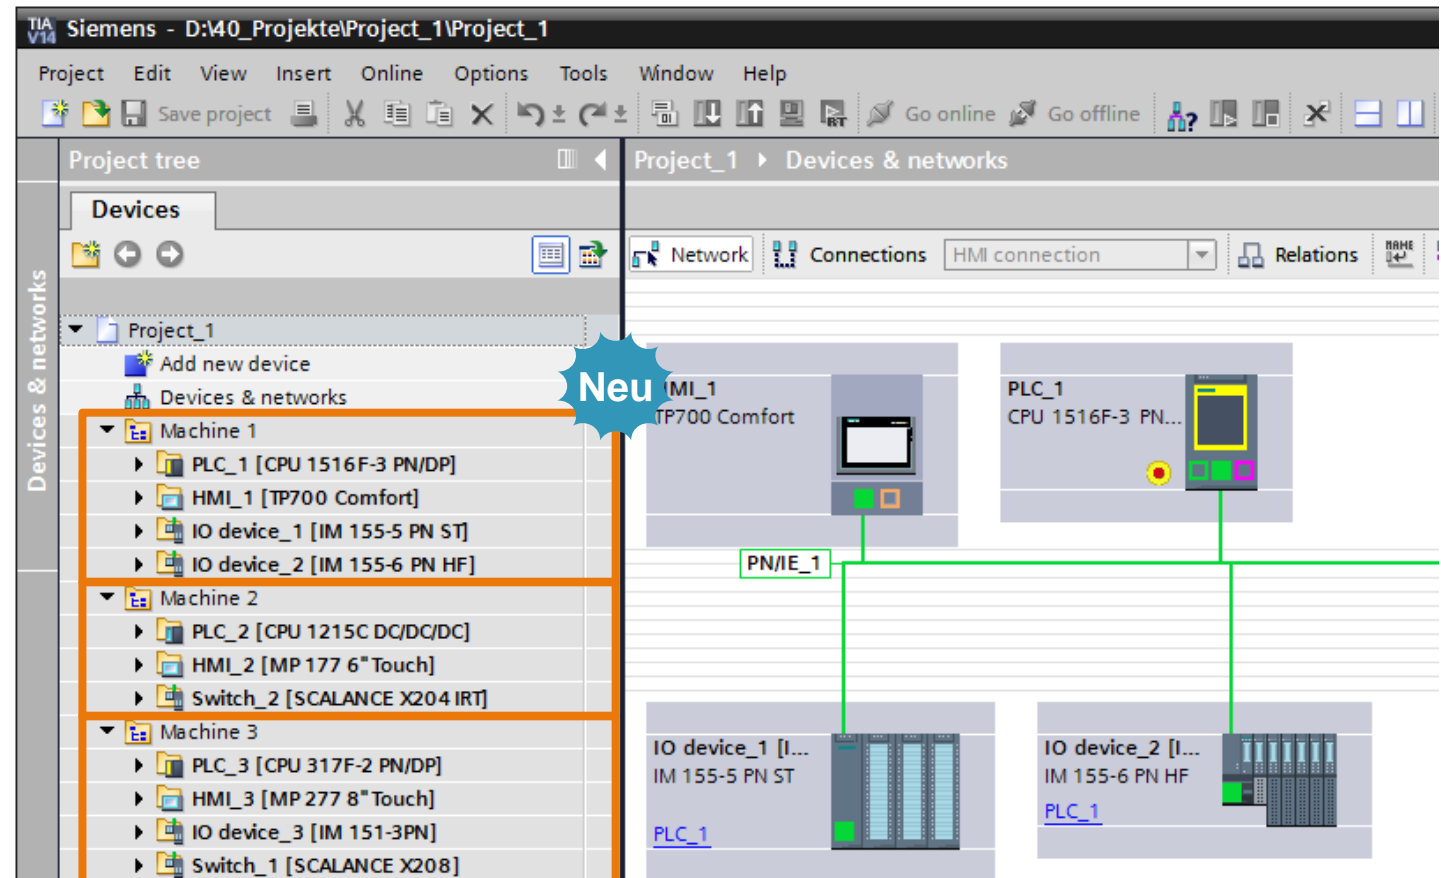 TIA
V14
Siemens - D:\40_Projekte\Project_1\Project_1
Project Edit View Insert Online Options Tools Window Help
Save project
RT
Go online
Go offline
Project tree
Project_1 Devices & networks
Devices
Network Connections HMI connection Relations NAME
Devices & networks
Project_1
Add new device
Devices & networks
Machine 1
PLC_1 [CPU 1516F-3 PN/DP]
HMI_1 [TP700 Comfort]
IO device_1 [IM 155-5 PN ST]
IO device_2 [IM 155-6 PN HF]
Machine 2
PLC_2 [CPU 1215C DC/DC/DC]
HMI_2 [MP 177 6" Touch]
Switch_2 [SCALANCE X204 IRT]
Machine 3
PLC_3 [CPU 317F-2 PN/DP]
HMI_3 [MP 277 8" Touch]
IO device_3 [IM 151-3PN]
Switch_1 [SCALANCE X208]
Neu
HMI_1
TP700 Comfort
PLC_1
CPU 1516F-3 PN...
PN/IE_1
IO device_1 [I...
IM 155-5 PN ST
PLC_1
IO device_2 [I...
IM 155-6 PN HF
PLC_1